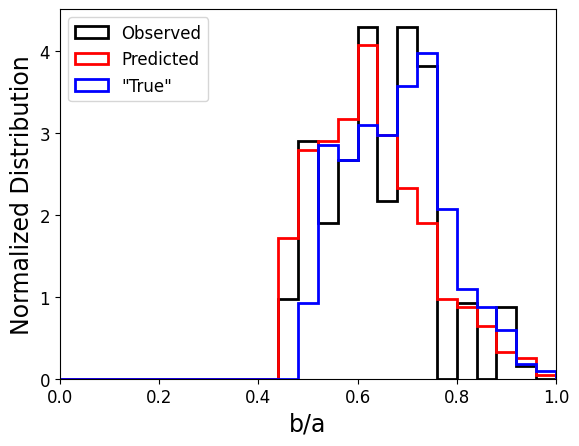 Observed
Predicted
"True"
Normalized Distribution
4
3
2
1
0
0.0 0.2 0.4 0.6 0.8 1.0
b/a